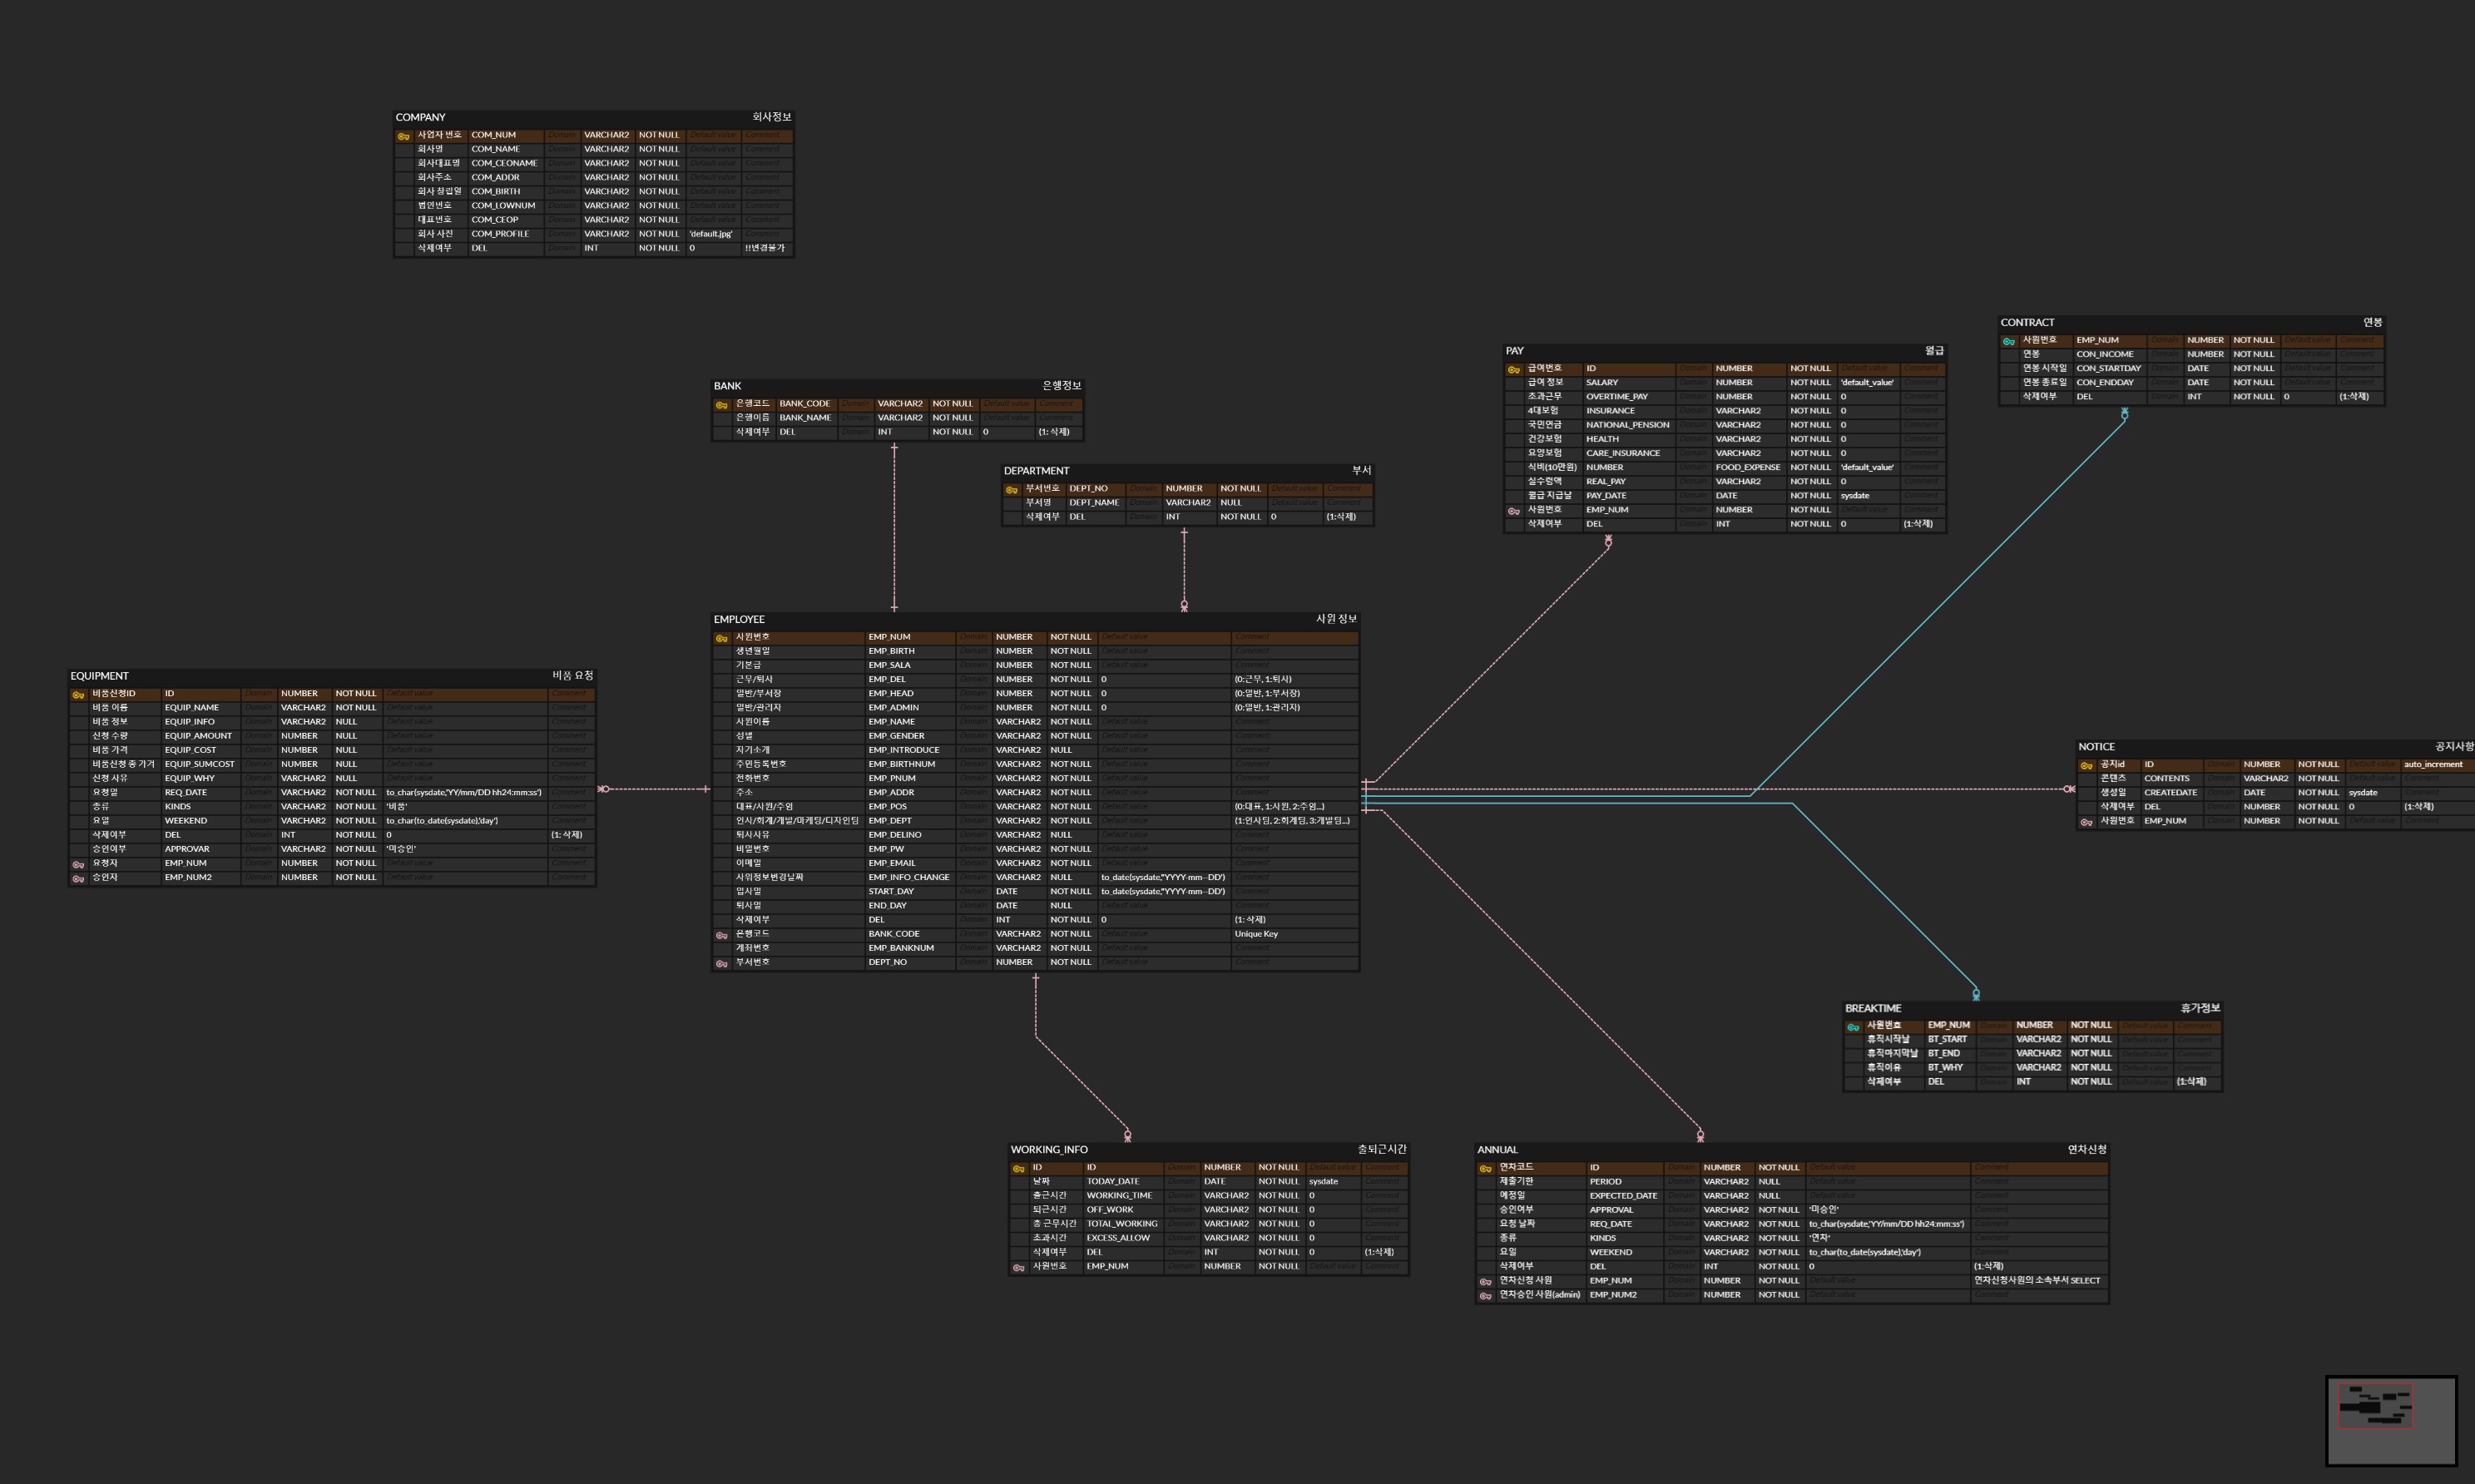 COMPANY 회사정보
사업자 번호 COM_NUM Domain VARCHAR2 NOT NULL Default value Comment
회사명 COM_NAME Domain VARCHAR2 NOT NULL Default value Comment
회사대표명 COM_CEONAME Domain VARCHAR2 NOT NULL Default value Comment
회사주소 COM_ADDR Domain VARCHAR2 NOT NULL Default value Comment
회사 창립일 COM_BIRTH Domain VARCHAR2 NOT NULL Default value Comment
법인번호 COM_LOWNUM Domain VARCHAR2 NOT NULL Default value Comment
대표번호 COM_CEOP Domain VARCHAR2 NOT NULL Default value Comment
회사 사진 COM_PROFILE Domain VARCHAR2 NOT NULL 'default.jpg' Comment
삭제여부 DEL Domain INT NOT NULL 0 !!변경불가
CONTRACT 연봉
사원번호 EMP_NUM Domain NUMBER NOT NULL Default value Comment
연봉 CON_INCOME Domain NUMBER NOT NULL Default value Comment
연봉 시작일 CON_STARTDAY Domain DATE NOT NULL Default value Comment
연봉 종료일 CON_ENDDAY Domain DATE NOT NULL Default value Comment
삭제여부 DEL Domain INT NOT NULL 0 (1:삭제)
PAY 월급
급여번호 ID Domain NUMBER NOT NULL Default value Comment
급여 정보 SALARY Domain NUMBER NOT NULL 'default_value' Comment
초과근무 OVERTIME_PAY Domain NUMBER NOT NULL 0 Comment
4대보험 INSURANCE Domain VARCHAR2 NOT NULL 0 Comment
국민연금 NATIONAL_PENSION Domain VARCHAR2 NOT NULL 0 Comment
건강보험 HEALTH Domain VARCHAR2 NOT NULL 0 Comment
요양보험 CARE_INSURANCE Domain VARCHAR2 NOT NULL 0 Comment
식비(10만원) NUMBER Domain FOOD_EXPENSE NOT NULL 'default_value' Comment
실수령액 REAL_PAY Domain VARCHAR2 NOT NULL 0 Comment
월급 지급날 PAY_DATE Domain DATE NOT NULL sysdate Comment
사원번호 EMP_NUM Domain NUMBER NOT NULL Default value Comment
삭제여부 DEL Domain INT NOT NULL 0 (1:삭제)
BANK 은행정보
은행코드 BANK_CODE Domain VARCHAR2 NOT NULL Default value Comment
은행이름 BANK_NAME Domain VARCHAR2 NOT NULL Default value Comment
삭제여부 DEL Domain INT NOT NULL 0 (1: 삭제)
DEPARTMENT 부서
부서번호 DEPT_NO Domain NUMBER NOT NULL Default value Comment
부서명 DEPT_NAME Domain VARCHAR2 NULL Default value Comment
삭제여부 DEL Domain INT NOT NULL 0 (1:삭제)
EMPLOYEE 사원 정보
사원번호 EMP_NUM Domain NUMBER NOT NULL Default value Comment
생년월일 EMP_BIRTH Domain NUMBER NOT NULL Default value Comment
기본급 EMP_SALA Domain NUMBER NOT NULL Default value Comment
근무/퇴사 EMP_DEL Domain NUMBER NOT NULL 0 (0:근무, 1:퇴사)
일반/부서장 EMP_HEAD Domain NUMBER NOT NULL 0 (0:일반, 1:부서장)
일반/관리자 EMP_ADMIN Domain NUMBER NOT NULL 0 (0:일반, 1:관리자)
사원이름 EMP_NAME Domain VARCHAR2 NOT NULL Default value Comment
성별 EMP_GENDER Domain VARCHAR2 NOT NULL Default value Comment
자기소개 EMP_INTRODUCE Domain VARCHAR2 NULL Default value Comment
주민등록번호 EMP_BIRTHNUM Domain VARCHAR2 NOT NULL Default value Comment
전화번호 EMP_PNUM Domain VARCHAR2 NOT NULL Default value Comment
주소 EMP_ADDR Domain VARCHAR2 NOT NULL Default value Comment
대표/사원/주임 EMP_POS Domain VARCHAR2 NOT NULL Default value (0:대표, 1:사원, 2:주임...)
인사/회계/개발/마케팅/디자인팀 EMP_DEPT Domain VARCHAR2 NOT NULL Default value (1:인사팀, 2:회계팀, 3:개발팀...)
퇴사사유 EMP_DELINO Domain VARCHAR2 NULL Default value Comment
비밀번호 EMP_PW Domain VARCHAR2 NOT NULL Default value Comment
이메일 EMP_EMAIL Domain VARCHAR2 NOT NULL Default value Comment
사위정보변경날짜 EMP_INFO_CHANGE Domain VARCHAR2 NULL to_date(sysdate,"YYYY-mm--DD') Comment
입사일 START_DAY Domain DATE NOT NULL to_date(sysdate,"YYYY-mm--DD') Comment
퇴사일 END_DAY Domain DATE NULL Default value Comment
삭제여부 DEL Domain INT NOT NULL 0 (1: 삭제)
은행코드 BANK_CODE Domain VARCHAR2 NOT NULL Default value Unique Key
계좌번호 EMP_BANKNUM Domain VARCHAR2 NOT NULL Default value Comment
부서번호 DEPT_NO Domain NUMBER NOT NULL Default value Comment
EQUIPMENT 비품 요청
비품신청ID ID Domain NUMBER NOT NULL Default value Comment
비품 이름 EQUIP_NAME Domain VARCHAR2 NOT NULL Default value Comment
비품 정보 EQUIP_INFO Domain VARCHAR2 NULL Default value Comment
신청 수량 EQUIP_AMOUNT Domain NUMBER NULL Default value Comment
비품 가격 EQUIP_COST Domain NUMBER NULL Default value Comment
비품신청 총 가격 EQUIP_SUMCOST Domain NUMBER NULL Default value Comment
신청 사유 EQUIP_WHY Domain VARCHAR2 NULL Default value Comment
요청일 REQ_DATE Domain VARCHAR2 NOT NULL to_char(sysdate,'YY/mm/DD hh24:mm:ss') Comment
종류 KINDS Domain VARCHAR2 NOT NULL '비품' Comment
요일 WEEKEND Domain VARCHAR2 NOT NULL to_char(to_date(sysdate),'day') Comment
삭제여부 DEL Domain INT NOT NULL 0 (1: 삭제)
승인여부 APPROVAR Domain VARCHAR2 NOT NULL '미승인' Comment
요청자 EMP_NUM Domain NUMBER NOT NULL Default value Comment
승인자 EMP_NUM2 Domain NUMBER NOT NULL Default value Comment
NOTICE 공지사항
공지id ID Domain NUMBER NOT NULL Default value auto_increment
콘텐츠 CONTENTS Domain VARCHAR2 NOT NULL Default value Comment
생성일 CREATEDATE Domain DATE NOT NULL sysdate Comment
삭제여부 DEL Domain NUMBER NOT NULL 0 (1:삭제)
사원번호 EMP_NUM Domain NUMBER NOT NULL Default value Comment
BREAKTIME 휴가정보
사원번호 EMP_NUM Domain NUMBER NOT NULL Default value Comment
휴직시작날 BT_START Domain VARCHAR2 NOT NULL Default value Comment
휴직마지막날 BT_END Domain VARCHAR2 NOT NULL Default value Comment
휴직이유 BT_WHY Domain VARCHAR2 NOT NULL Default value Comment
삭제여부 DEL Domain INT NOT NULL Default value (1:삭제)
WORKING_INFO 출퇴근시간
ID ID Domain NUMBER NOT NULL Default value Comment
날짜 TODAY_DATE Domain DATE NOT NULL sysdate Comment
출근시간 WORKING_TIME Domain VARCHAR2 NOT NULL 0 Comment
퇴근시간 OFF_WORK Domain VARCHAR2 NOT NULL 0 Comment
총 근무시간 TOTAL_WORKING Domain VARCHAR2 NOT NULL 0 Comment
초과시간 EXCESS_ALLOW Domain VARCHAR2 NOT NULL 0 Comment
삭제여부 DEL Domain INT NOT NULL 0 (1:삭제)
사원번호 EMP_NUM Domain NUMBER NOT NULL Default value Comment
ANNUAL 연차신청
연차코드 ID Domain NUMBER NOT NULL Default value Comment
제출기한 PERIOD Domain VARCHAR2 NULL Default value Comment
예정일 EXPECTED_DATE Domain VARCHAR2 NULL Default value Comment
승인여부 APPROVAL Domain VARCHAR2 NOT NULL '미승인' Comment
요청 날짜 REQ_DATE Domain VARCHAR2 NOT NULL to_char(sysdate,'YY/mm/DD hh24:mm:ss') Comment
종류 KINDS Domain VARCHAR2 NOT NULL '연차' Comment
요일 WEEKEND Domain VARCHAR2 NOT NULL to_char(to_date(sysdate),'day') Comment
삭제여부 DEL Domain INT NOT NULL 0 (1:삭제)
연차신청 사원 EMP_NUM Domain NUMBER NOT NULL Default value 연차신청사원의 소속부서 SELECT
연차승인 사원(admin) EMP_NUM2 Domain NUMBER NOT NULL Default value Comment